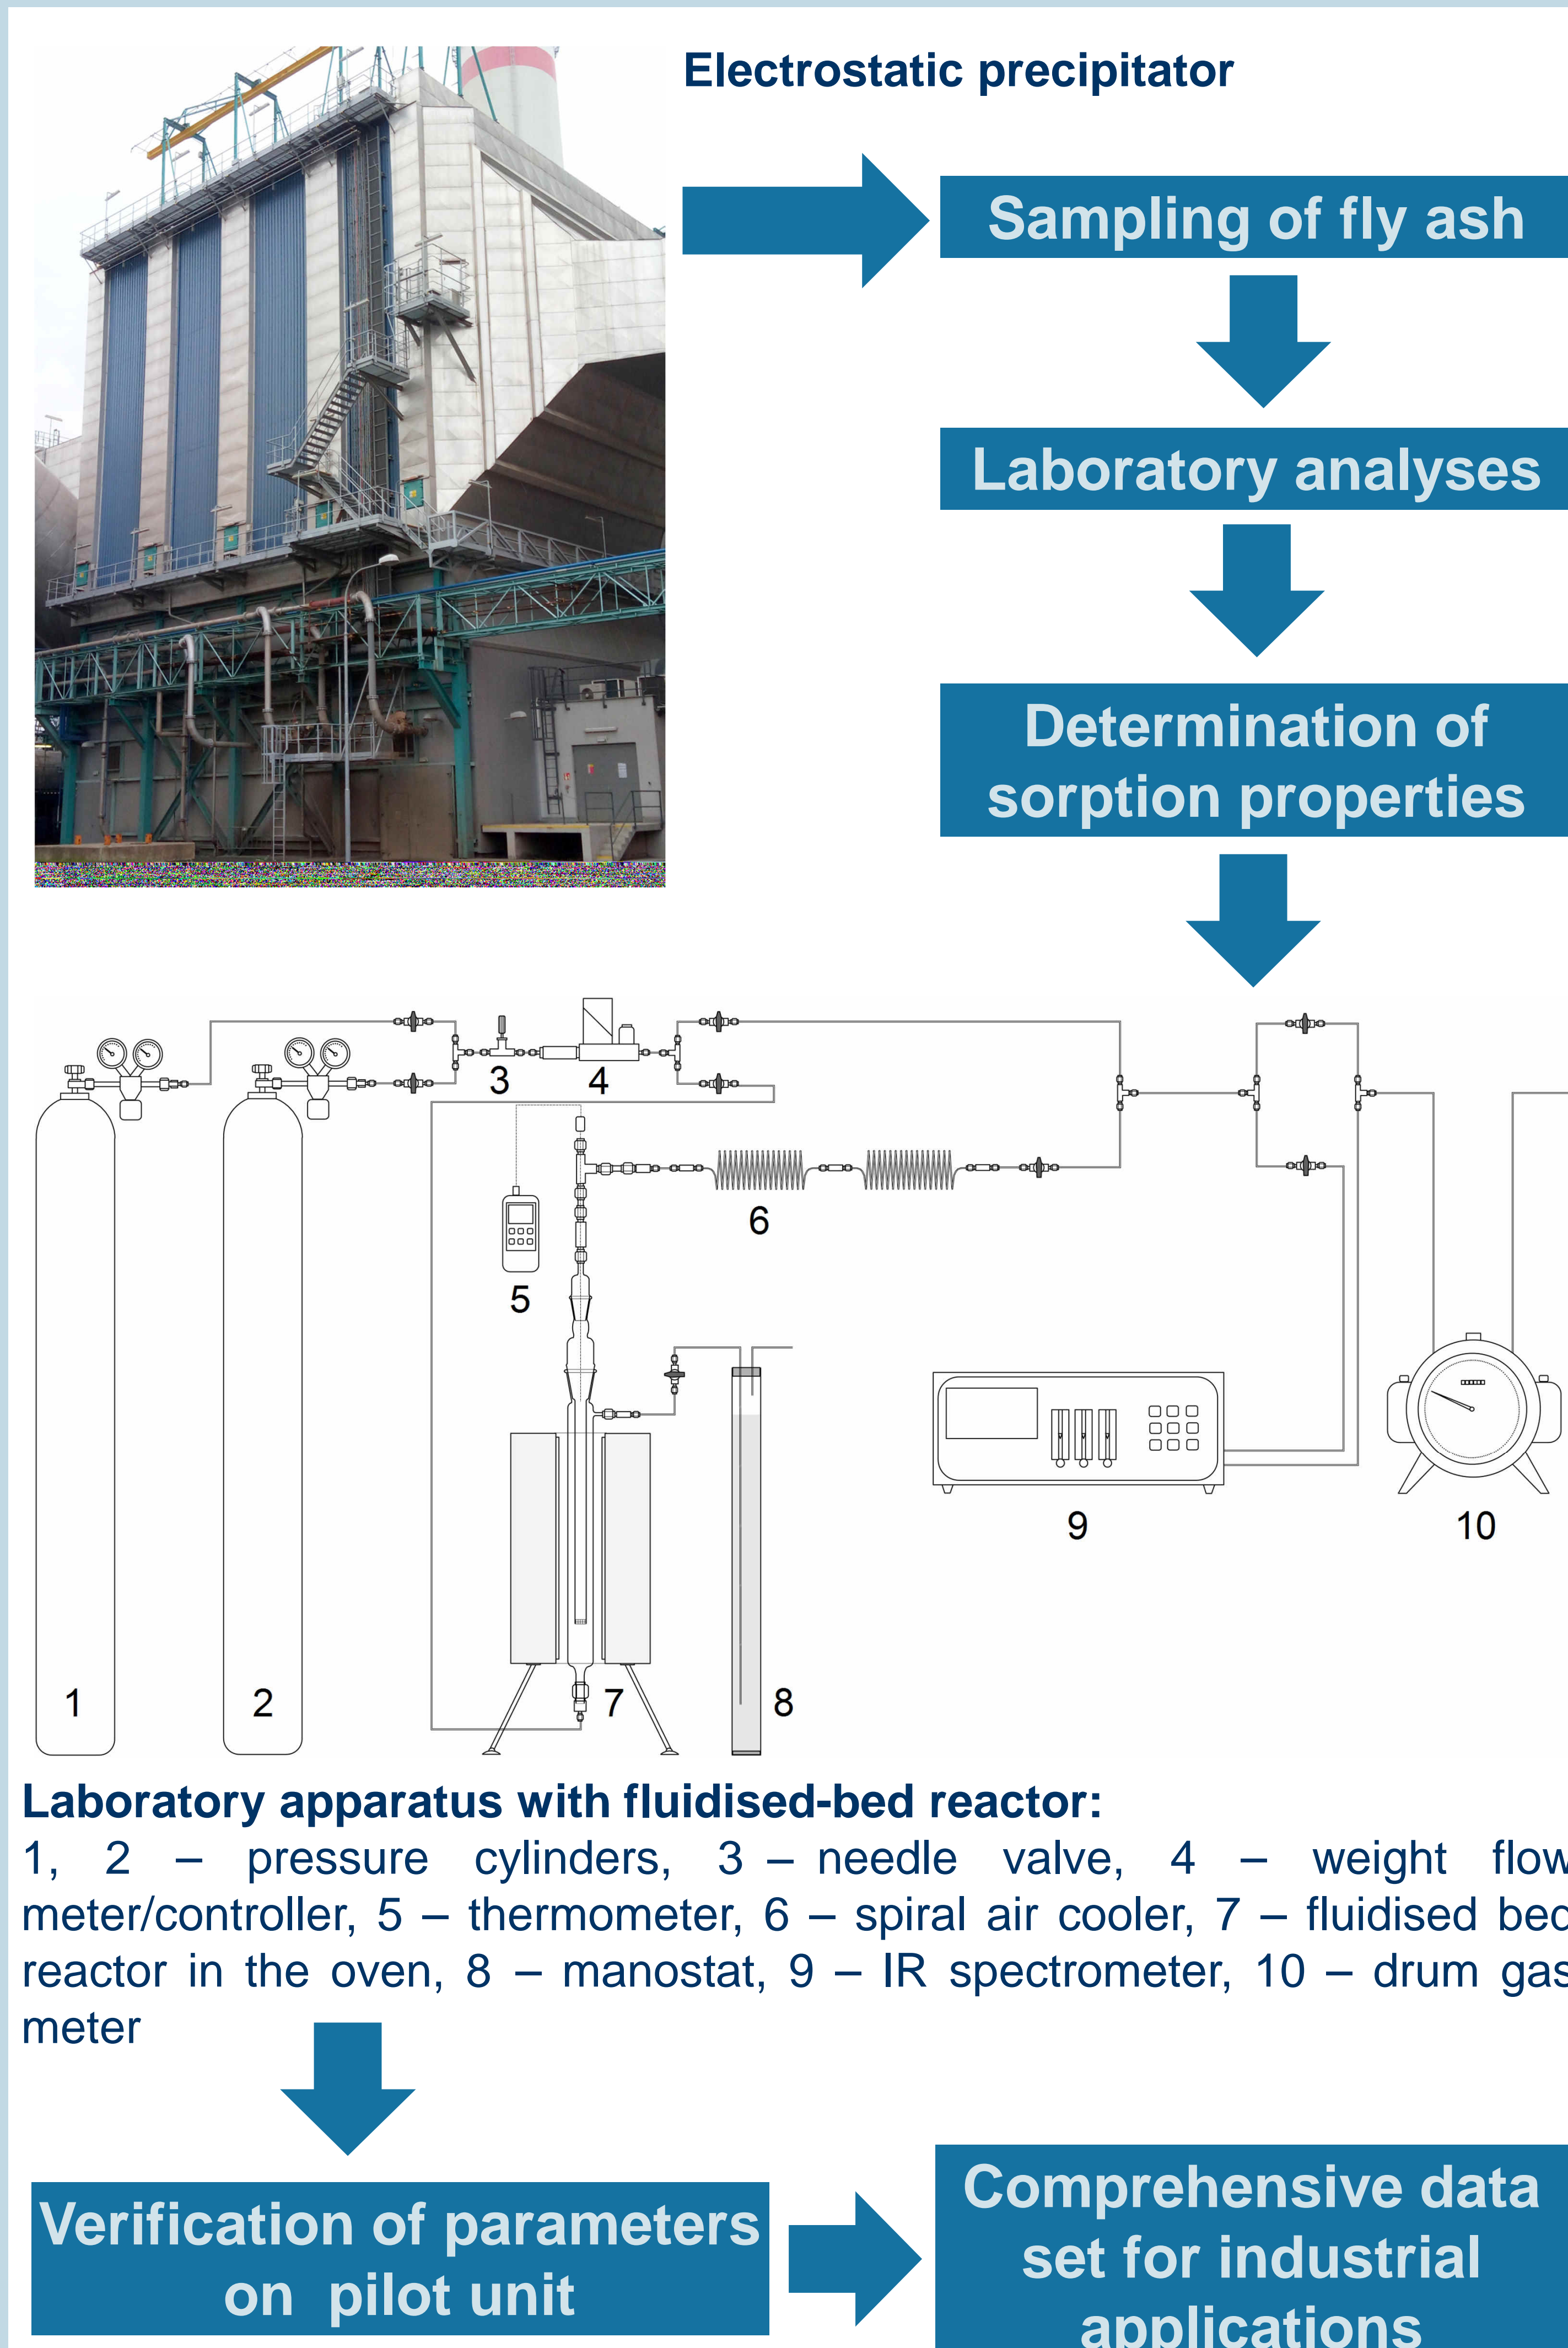 Electrostatic precipitator
Sampling of fly ash
Laboratory analyses
Determination of
sorption properties
3
4
6
5
9
10
1
2
7
8
Laboratory apparatus with fluidised-bed reactor:
1, 2 – pressure cylinders, 3 – needle valve, 4 – weight flow
meter/controller, 5 – thermometer, 6 – spiral air cooler, 7 – fluidised bed
reactor in the oven, 8 – manostat, 9 – IR spectrometer, 10 – drum gas
meter
Verification of parameters
on pilot unit
Comprehensive data
set for industrial
applications